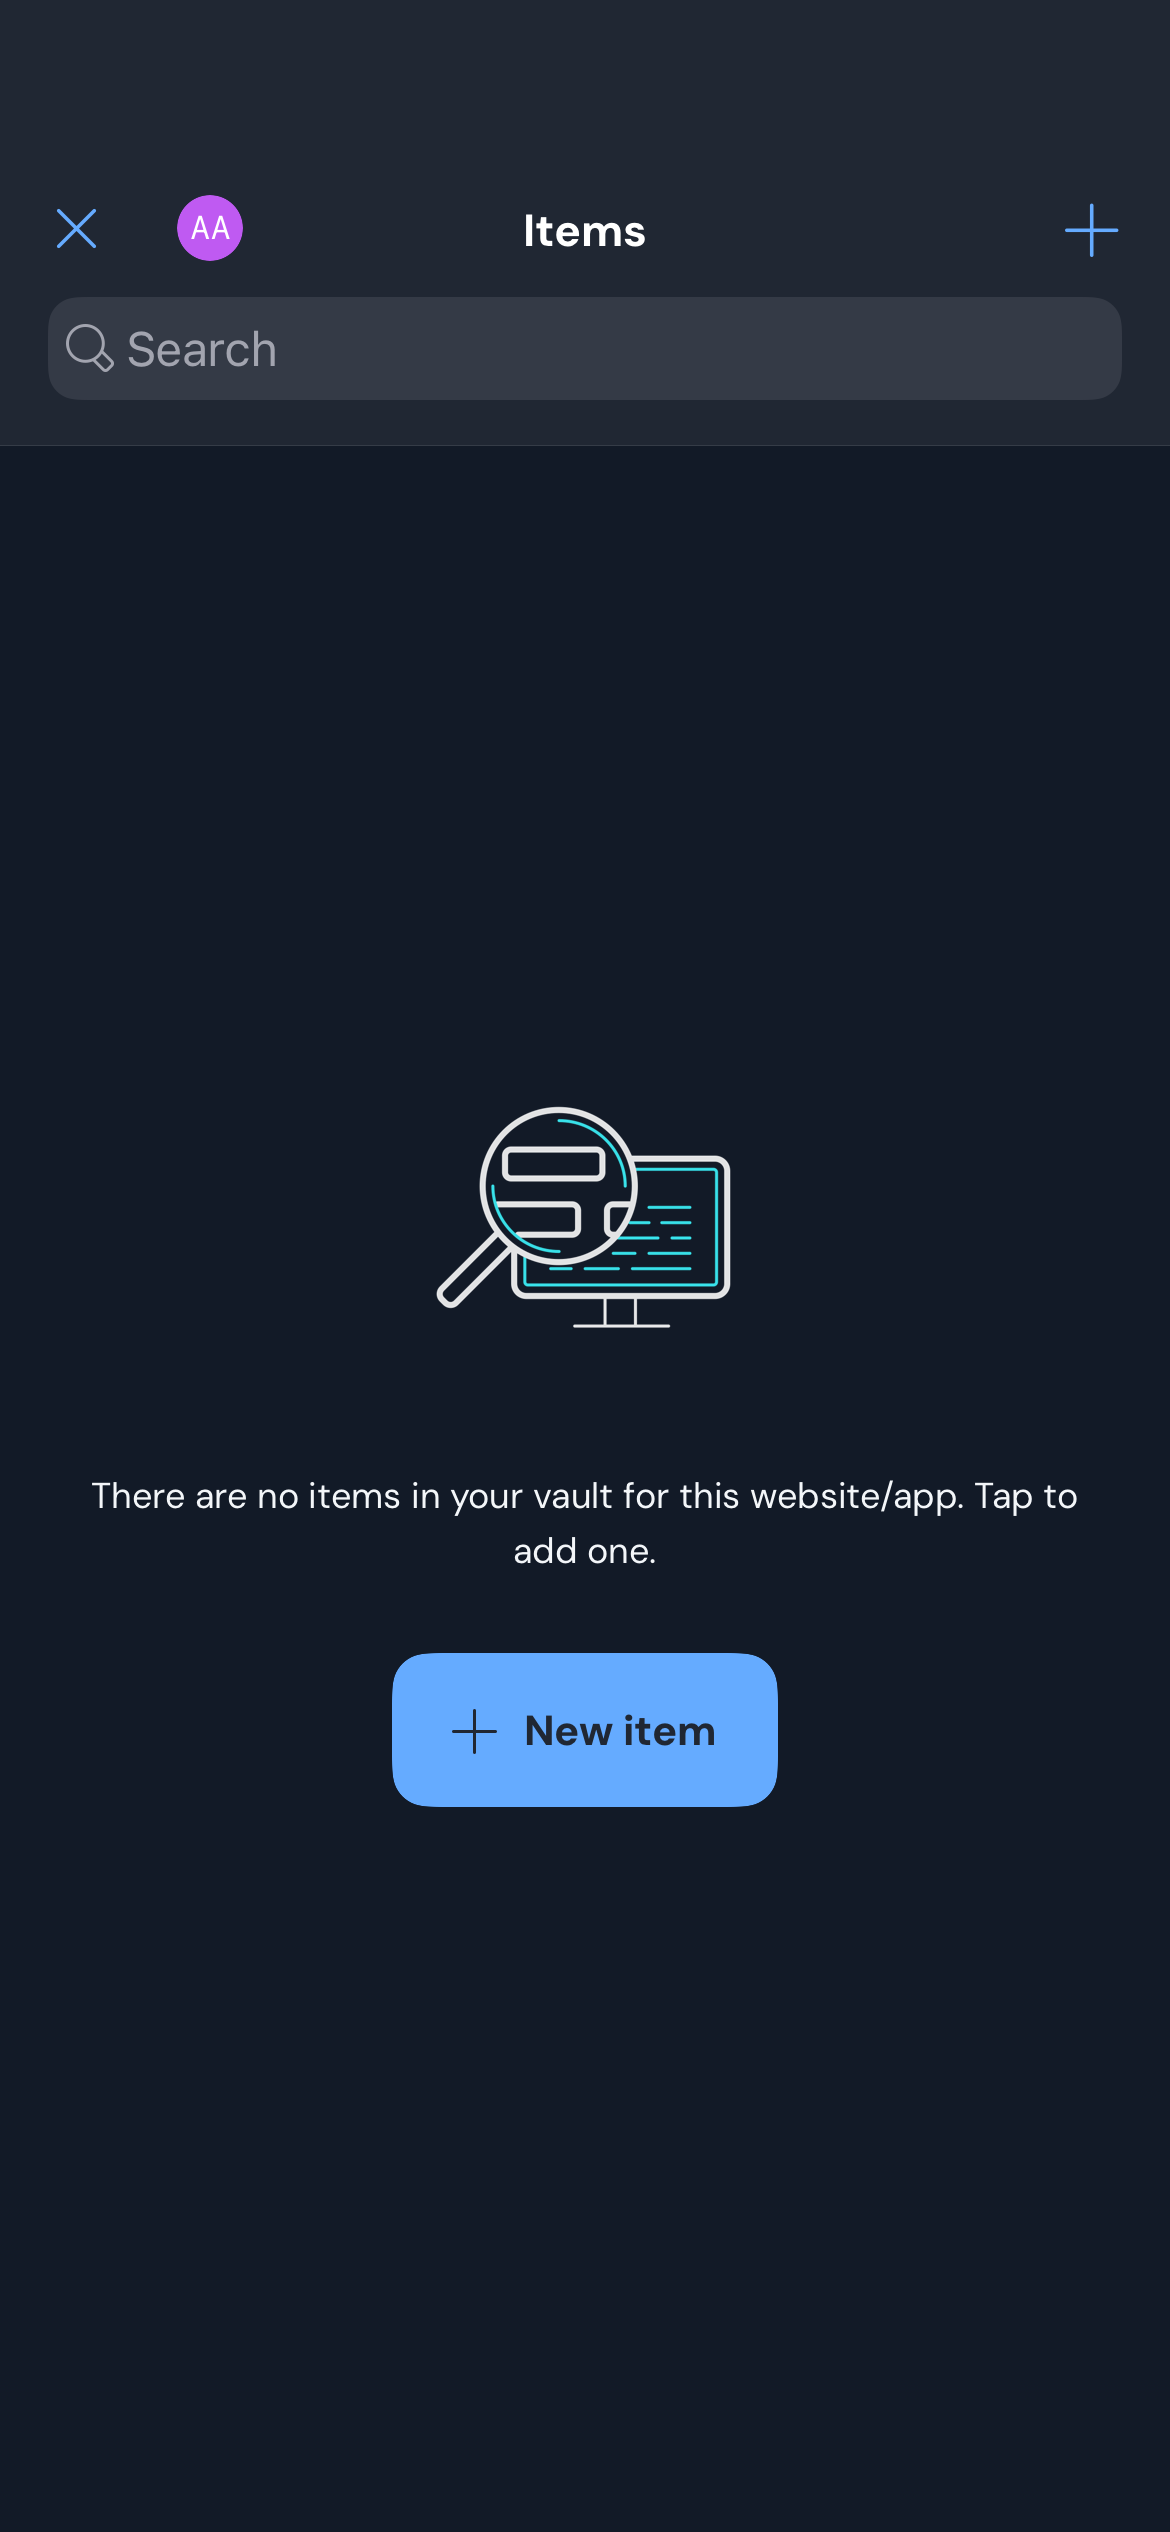 AA
Items
Search
There are no items in your vault for this website/app. Tap to
add one.
New item